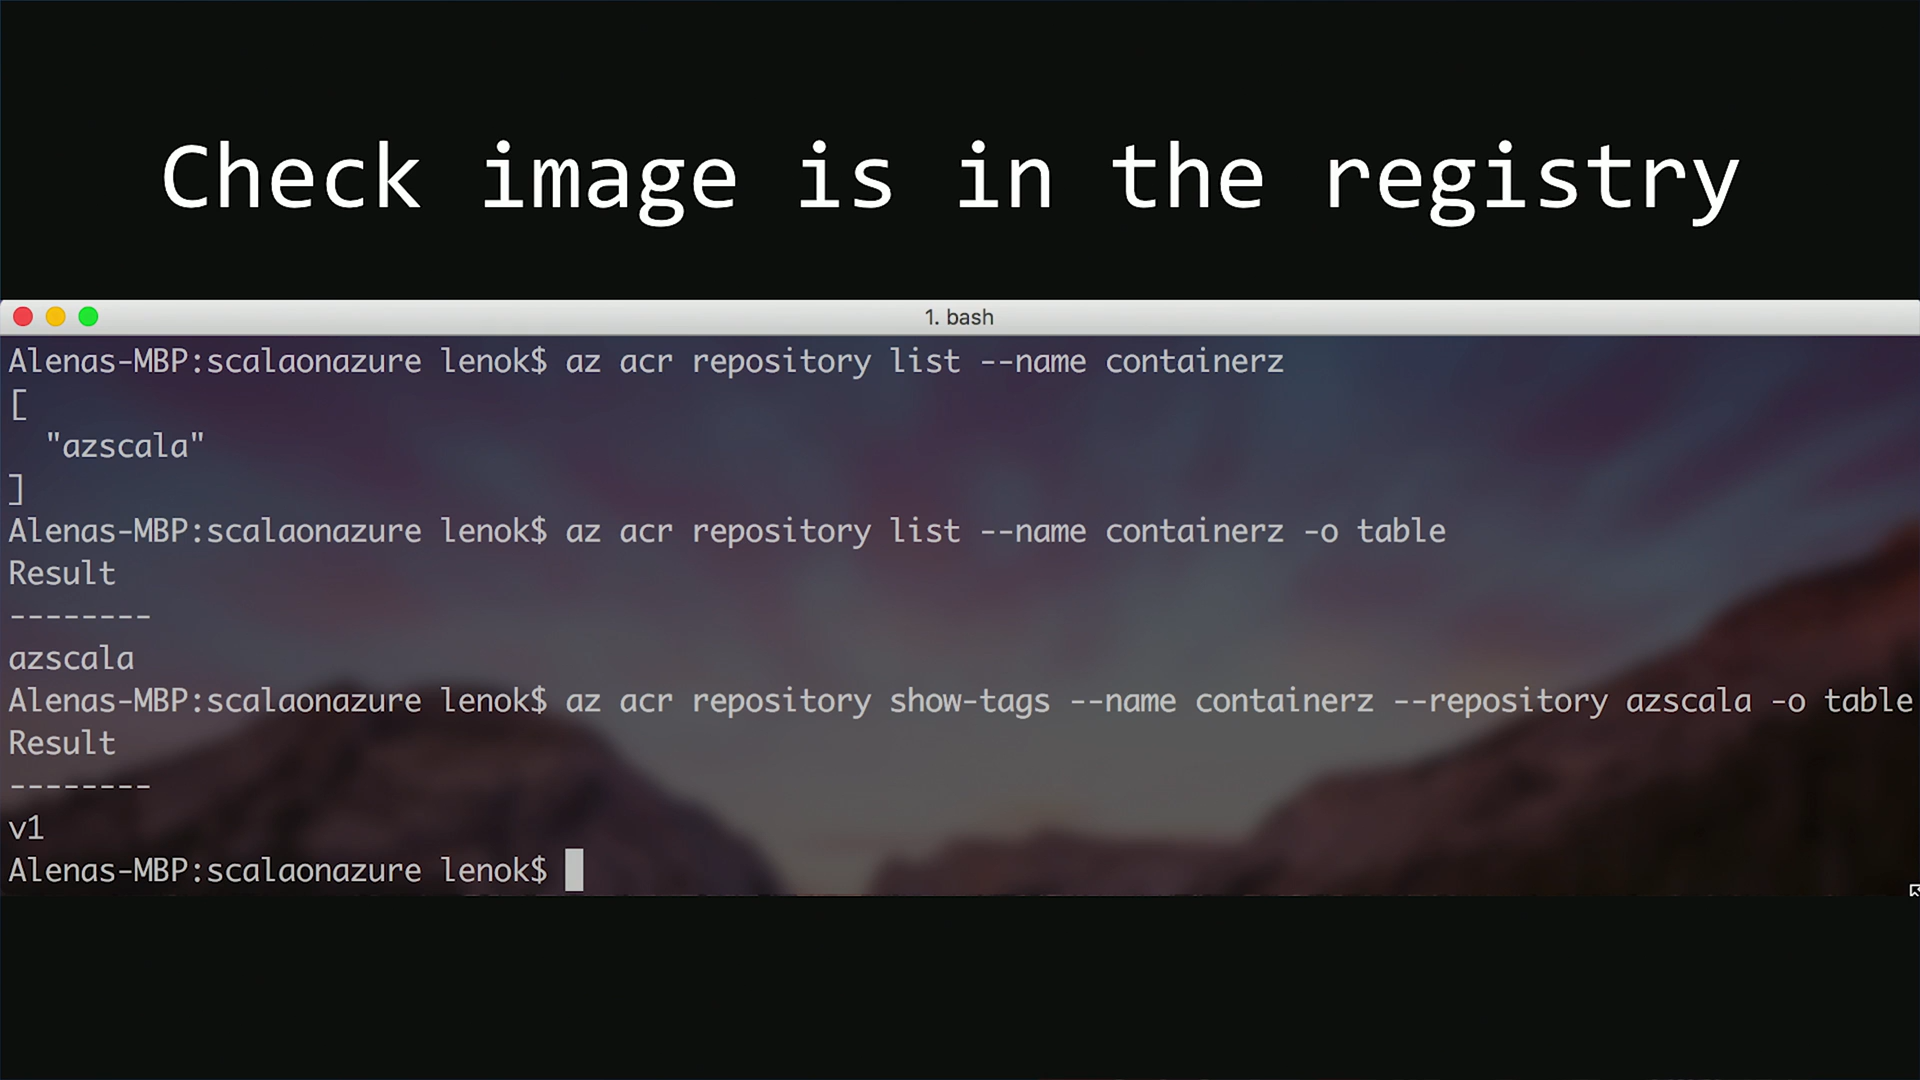 Check image is in the registry
1. bash
Alenas-MBP:scalaonazure lenok$ az acr repository list --name containerz
[
  "azscala"
]
Alenas-MBP:scalaonazure lenok$ az acr repository list --name containerz -o table
Result
--------
azscala
Alenas-MBP:scalaonazure lenok$ az acr repository show-tags --name containerz --repository azscala -o table
Result
--------
v1
Alenas-MBP:scalaonazure lenok$